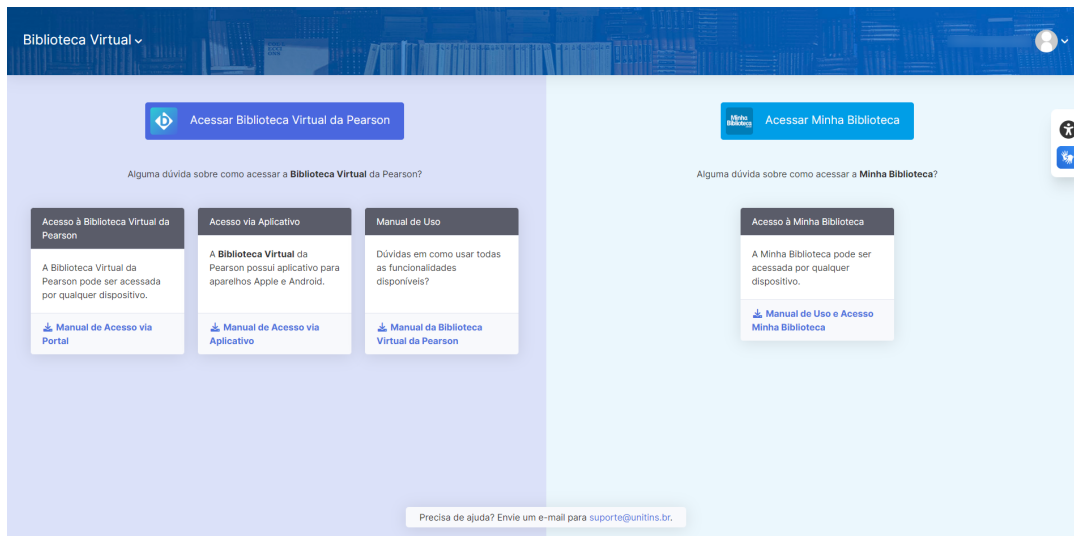 Biblioteca Virtual
Acessar Biblioteca Virtual da Pearson
Alguma dúvida sobre como acessar a Biblioteca Virtual da Pearson?
Acesso à Biblioteca Virtual da
Pearson
A Biblioteca Virtual da
Pearson pode ser acessada
por qualquer dispositivo.
Manual de Acesso via
Portal
Acesso via Aplicativo
A Biblioteca Virtual da
Pearson possui aplicativo para
aparelhos Apple e Android.
Manual de Acesso via
Aplicativo
Manual de Uso
Dúvidas em como usar todas
as funcionalidades
disponíveis?
Manual da Biblioteca
Virtual da Pearson
Minha
Biblioteca
Acessar Minha Biblioteca
Alguma dúvida sobre como acessar a Minha Biblioteca?
Acesso à Minha Biblioteca
A Minha Biblioteca pode ser
acessada por qualquer
dispositivo.
Manual de Uso e Acesso
Minha Biblioteca
Precisa de ajuda? Envie um e-mail para suporte@unitins.br.